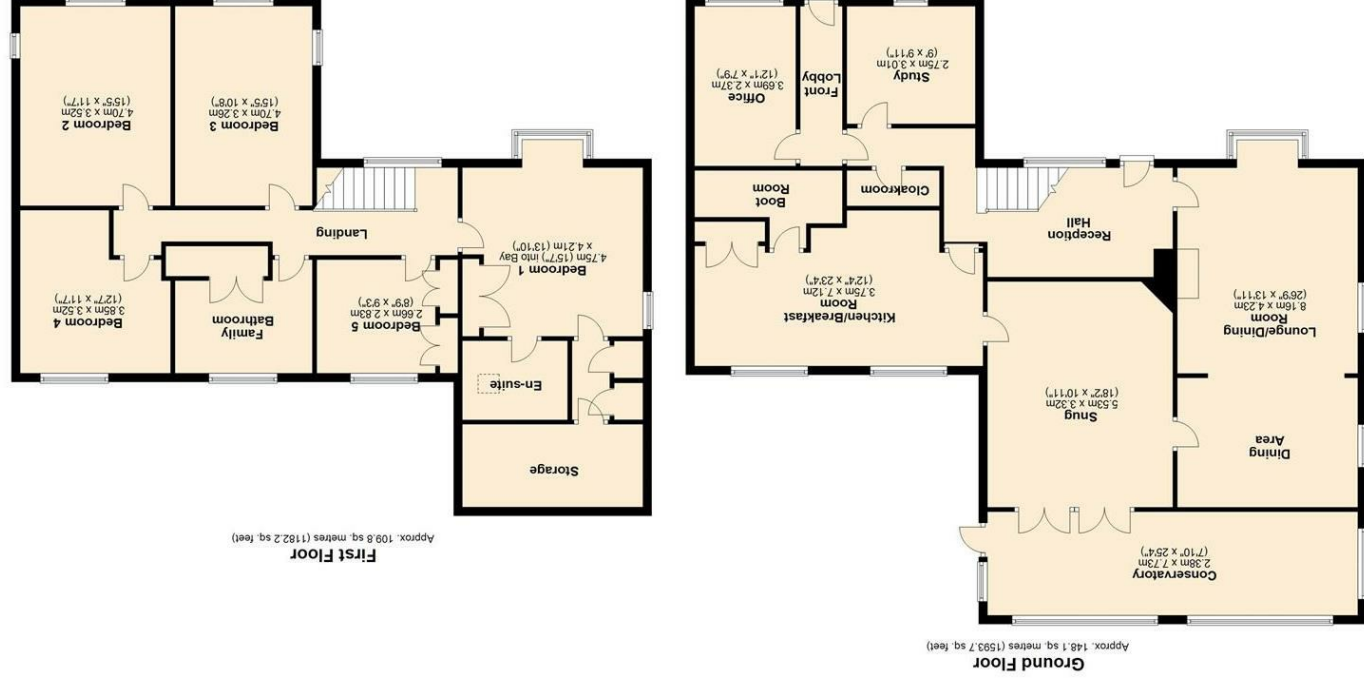 Ground Floor
Approx. 148.1 sq. metres (1593.7 sq. feet)
Conservatory
2.38m x 7.73m
(7'10" x 25'4")
Dining
Area
Snug
5.53m x 3.32m
(18'2" x 10'11")
Lounge/Dining
Room
8.16m x 4.23m
(26'9" x 13'11")
Kitchen/Breakfast
Room
3.75m x 7.12m
(12'4" x 23'4")
Reception
Hall
Cloakroom
Boot
Room
Study
2.75m x 3.01m
(9' x 9'11")
Front
Lobby
Office
3.69m x 2.37m
(12'1" x 7'9")
First Floor
Approx. 109.8 sq. metres (1182.2 sq. feet)
Storage
En-suite
Bedroom 1
4.75m (15'7") into Bay
x 4.21m (13'10")
Bedroom 5
2.66m x 2.83m
(8'9" x 9'3")
Family
Bathroom
Bedroom 4
3.85m x 3.52m
(12'7" x 11'7")
Landing
Bedroom 3
4.70m x 3.26m
(15'5" x 10'8")
Bedroom 2
4.70m x 3.52m
(15'5" x 11'7")